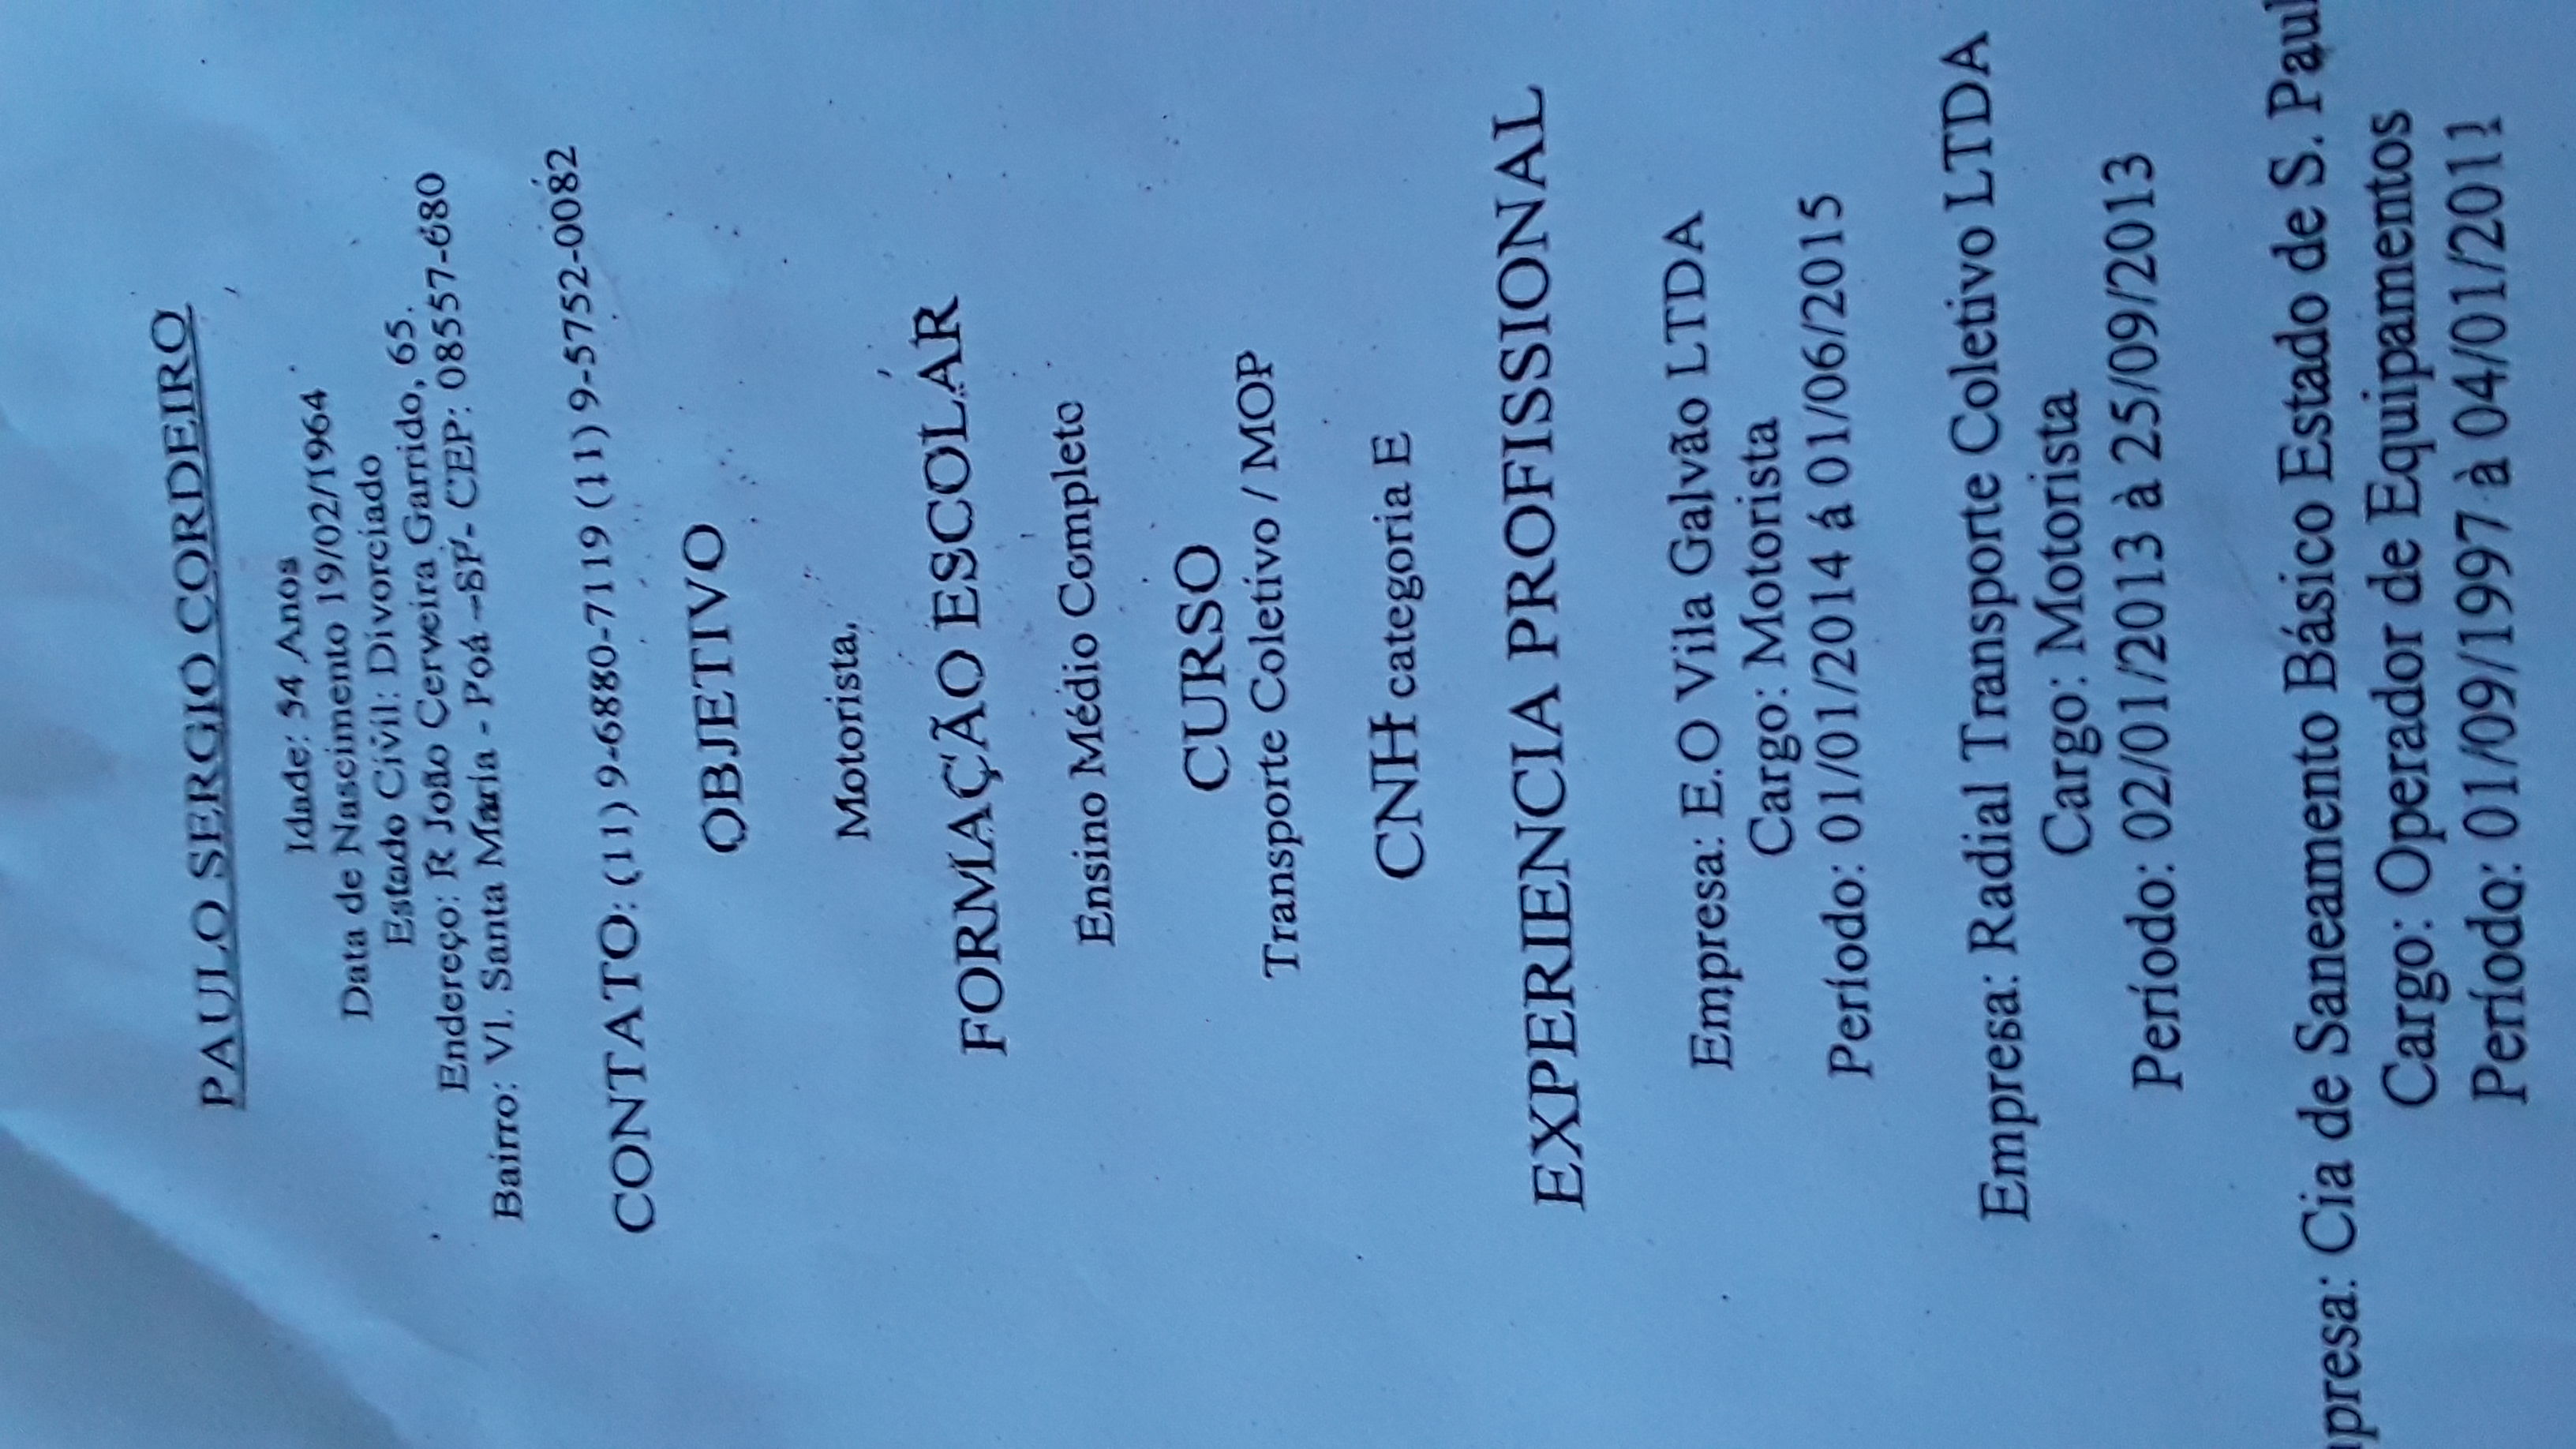 PAULO SERGIO CORDEIRO
Idade: 54 Anos
Data de Nascimento 19/02/1964
Estado Civil: Divorciado
Endereço: R João Cerveira Garrido, 65.
Bairro: Vl. Santa Maria - Poá –SP- CEP: 08557-680
CONTATO: (11) 9-6880-7119 (11) 9-5752-0082
OBJETIVO
Motorista.
FORMAÇÃO ESCOLAR
Ensino Médio Completo
CURSO
Transporte Coletivo / MOP
CNH categoria E
EXPERIENCIA PROFISSIONAL
Empresa: E.O Vila Galvão LTDA
Cargo: Motorista
Período: 01/01/2014 á 01/06/2015
Empresa: Radial Transporte Coletivo LTDA
Cargo: Motorista
Período: 02/01/2013 à 25/09/2013
presa: Cia de Saneamento Básico Estado de S. Paul
Cargo: Operador de Equipamentos
Período: 01/09/1997 à 04/01/2011